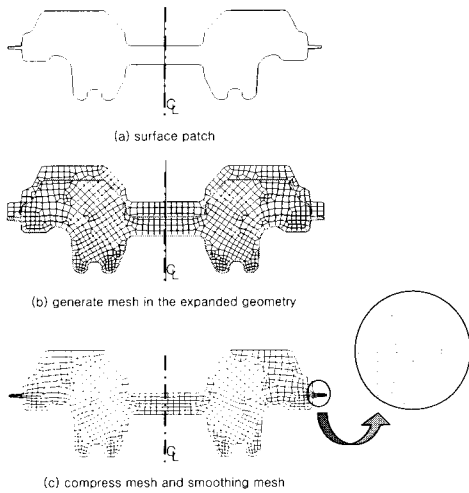 ℄
(a) surface patch
℄
(b) generate mesh in the expanded geometry
℄
(c) compress mesh and smoothing mesh